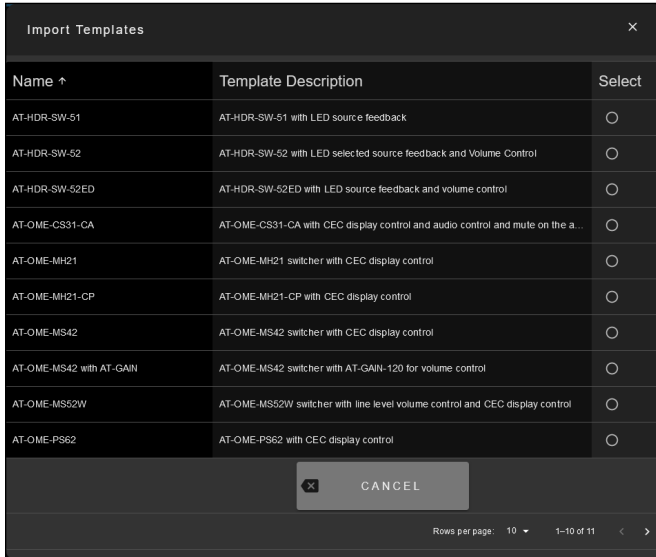 Import Templates
Name ↑ Template Description Select
AT-HDR-SW-51 AT-HDR-SW-51 with LED source feedback
AT-HDR-SW-52 AT-HDR-SW-52 with LED selected source feedback and Volume Control
AT-HDR-SW-52ED AT-HDR-SW-52ED with LED source feedback and volume control
AT-OME-CS31-CA AT-OME-CS31-CA with CEC display control and audio control and mute on the a...
AT-OME-MH21 AT-OME-MH21 switcher with CEC display control
AT-OME-MH21-CP AT-OME-MH21-CP with CEC display control
AT-OME-MS42 AT-OME-MS42 switcher with CEC display control
AT-OME-MS42 with AT-GAIN AT-OME-MS42 switcher with AT-GAIN-120 for volume control
AT-OME-MS52W AT-OME-MS52W switcher with line level volume control and CEC display control
AT-OME-PS62 AT-OME-PS62 with CEC display control
CANCEL
Rows per page: 10 1–10 of 11